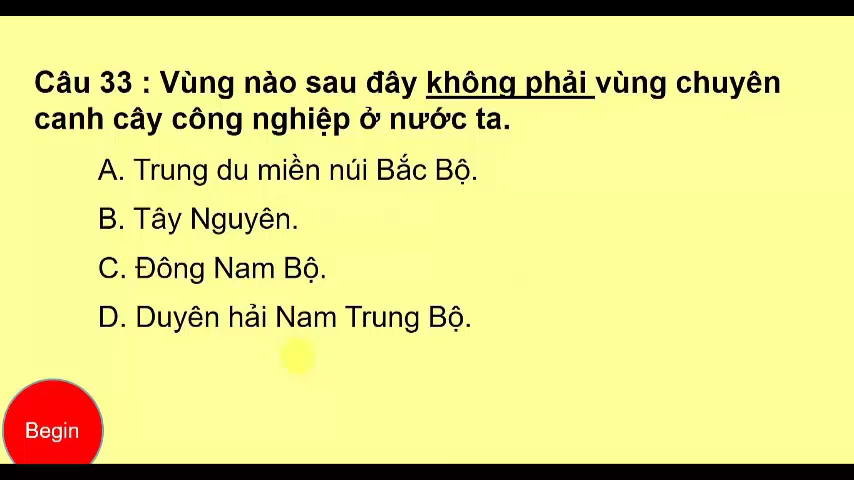 Câu 33 : Vùng nào sau đây không phải vùng chuyên
canh cây công nghiệp ở nước ta.
A. Trung du miền núi Bắc Bộ.
B. Tây Nguyên.
C. Đông Nam Bộ.
D. Duyên hải Nam Trung Bộ.
Begin